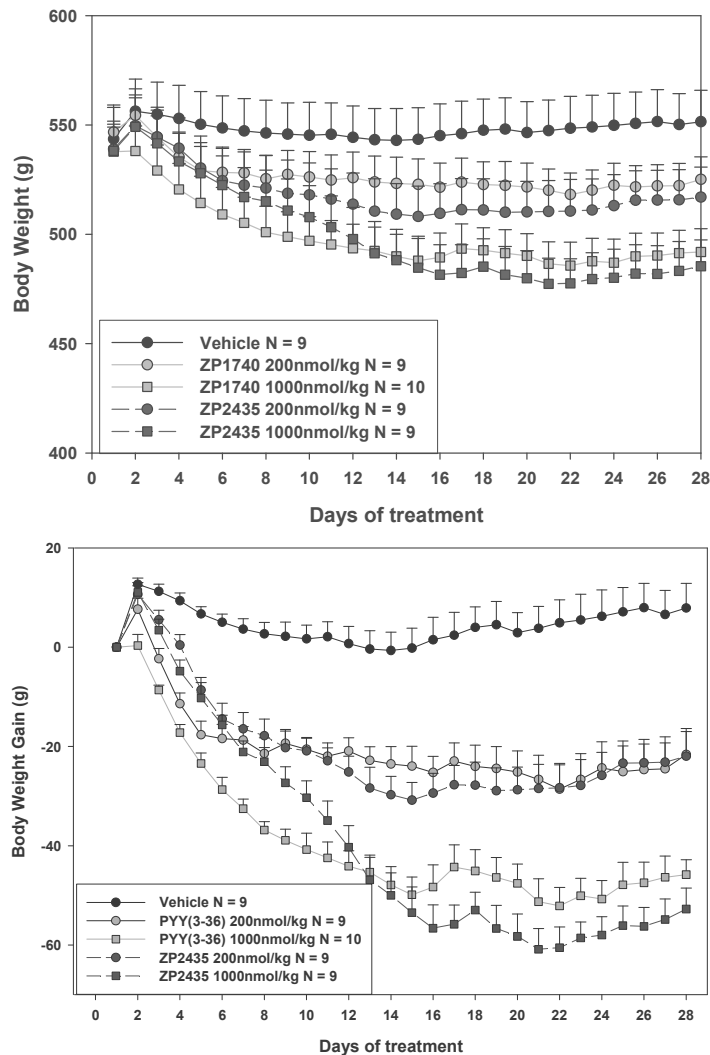 600
550
500
450
400
Body Weight (g)
Vehicle N = 9
ZP1740 200nmol/kg N = 9
ZP1740 1000nmol/kg N = 10
ZP2435 200nmol/kg N = 9
ZP2435 1000nmol/kg N = 9
0 2 4 6 8 10 12 14 16 18 20 22 24 26 28
Days of treatment
20
0
-20
-40
-60
Body Weight Gain (g)
Vehicle N = 9
PYY(3-36) 200nmol/kg N = 9
PYY(3-36) 1000nmol/kg N = 10
ZP2435 200nmol/kg N = 9
ZP2435 1000nmol/kg N = 9
0 2 4 6 8 10 12 14 16 18 20 22 24 26 28
Days of treatment